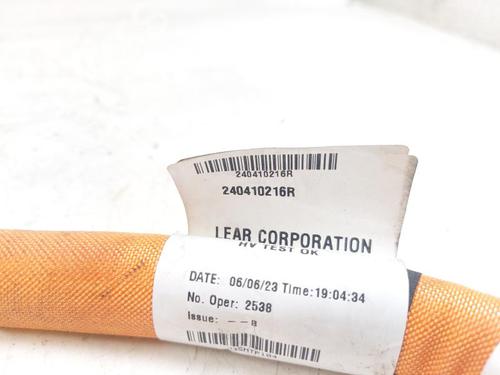 240410216R
240410216R
LEAR CORPORATION
HV TEST OK
DATE: 06/06/23 Time:19:04:34
No. Oper: 2538
Issue: --B